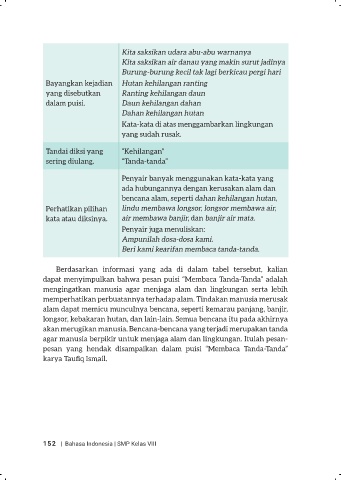 Kita saksikan udara abu-abu warnanya
Kita saksikan air danau yang makin surut jadinya
Burung-burung kecil tak lagi berkicau pergi hari
Bayangkan kejadian
yang disebutkan
dalam puisi.
Hutan kehilangan ranting
Ranting kehilangan daun
Daun kehilangan dahan
Dahan kehilangan hutan
Kata-kata di atas menggambarkan lingkungan
yang sudah rusak.
Tandai diksi yang
sering diulang.
"Kehilangan"
"Tanda-tanda"
Perhatikan pilihan
kata atau diksinya.
Penyair banyak menggunakan kata-kata yang
ada hubungannya dengan kerusakan alam dan
bencana alam, seperti dahan kehilangan hutan,
lindu membawa longsor, longsor membawa air,
air membawa banjir, dan banjir air mata.
Penyair juga menuliskan:
Ampunilah dosa-dosa kami.
Beri kami kearifan membaca tanda-tanda.
Berdasarkan informasi yang ada di dalam tabel tersebut, kalian
dapat menyimpulkan bahwa pesan puisi "Membaca Tanda-Tanda" adalah
mengingatkan manusia agar menjaga alam dan lingkungan serta lebih
memperhatikan perbuatannya terhadap alam. Tindakan manusia merusak
alam dapat memicu munculnya bencana, seperti kemarau panjang, banjir,
longsor, kebakaran hutan, dan lain-lain. Semua bencana itu pada akhirnya
akan merugikan manusia. Bencana-bencana yang terjadi merupakan tanda
agar manusia berpikir untuk menjaga alam dan lingkungan. Itulah pesan-
pesan yang hendak disampaikan dalam puisi "Membaca Tanda-Tanda"
karya Taufiq Ismail.
152 | Bahasa Indonesia | SMP Kelas VIII